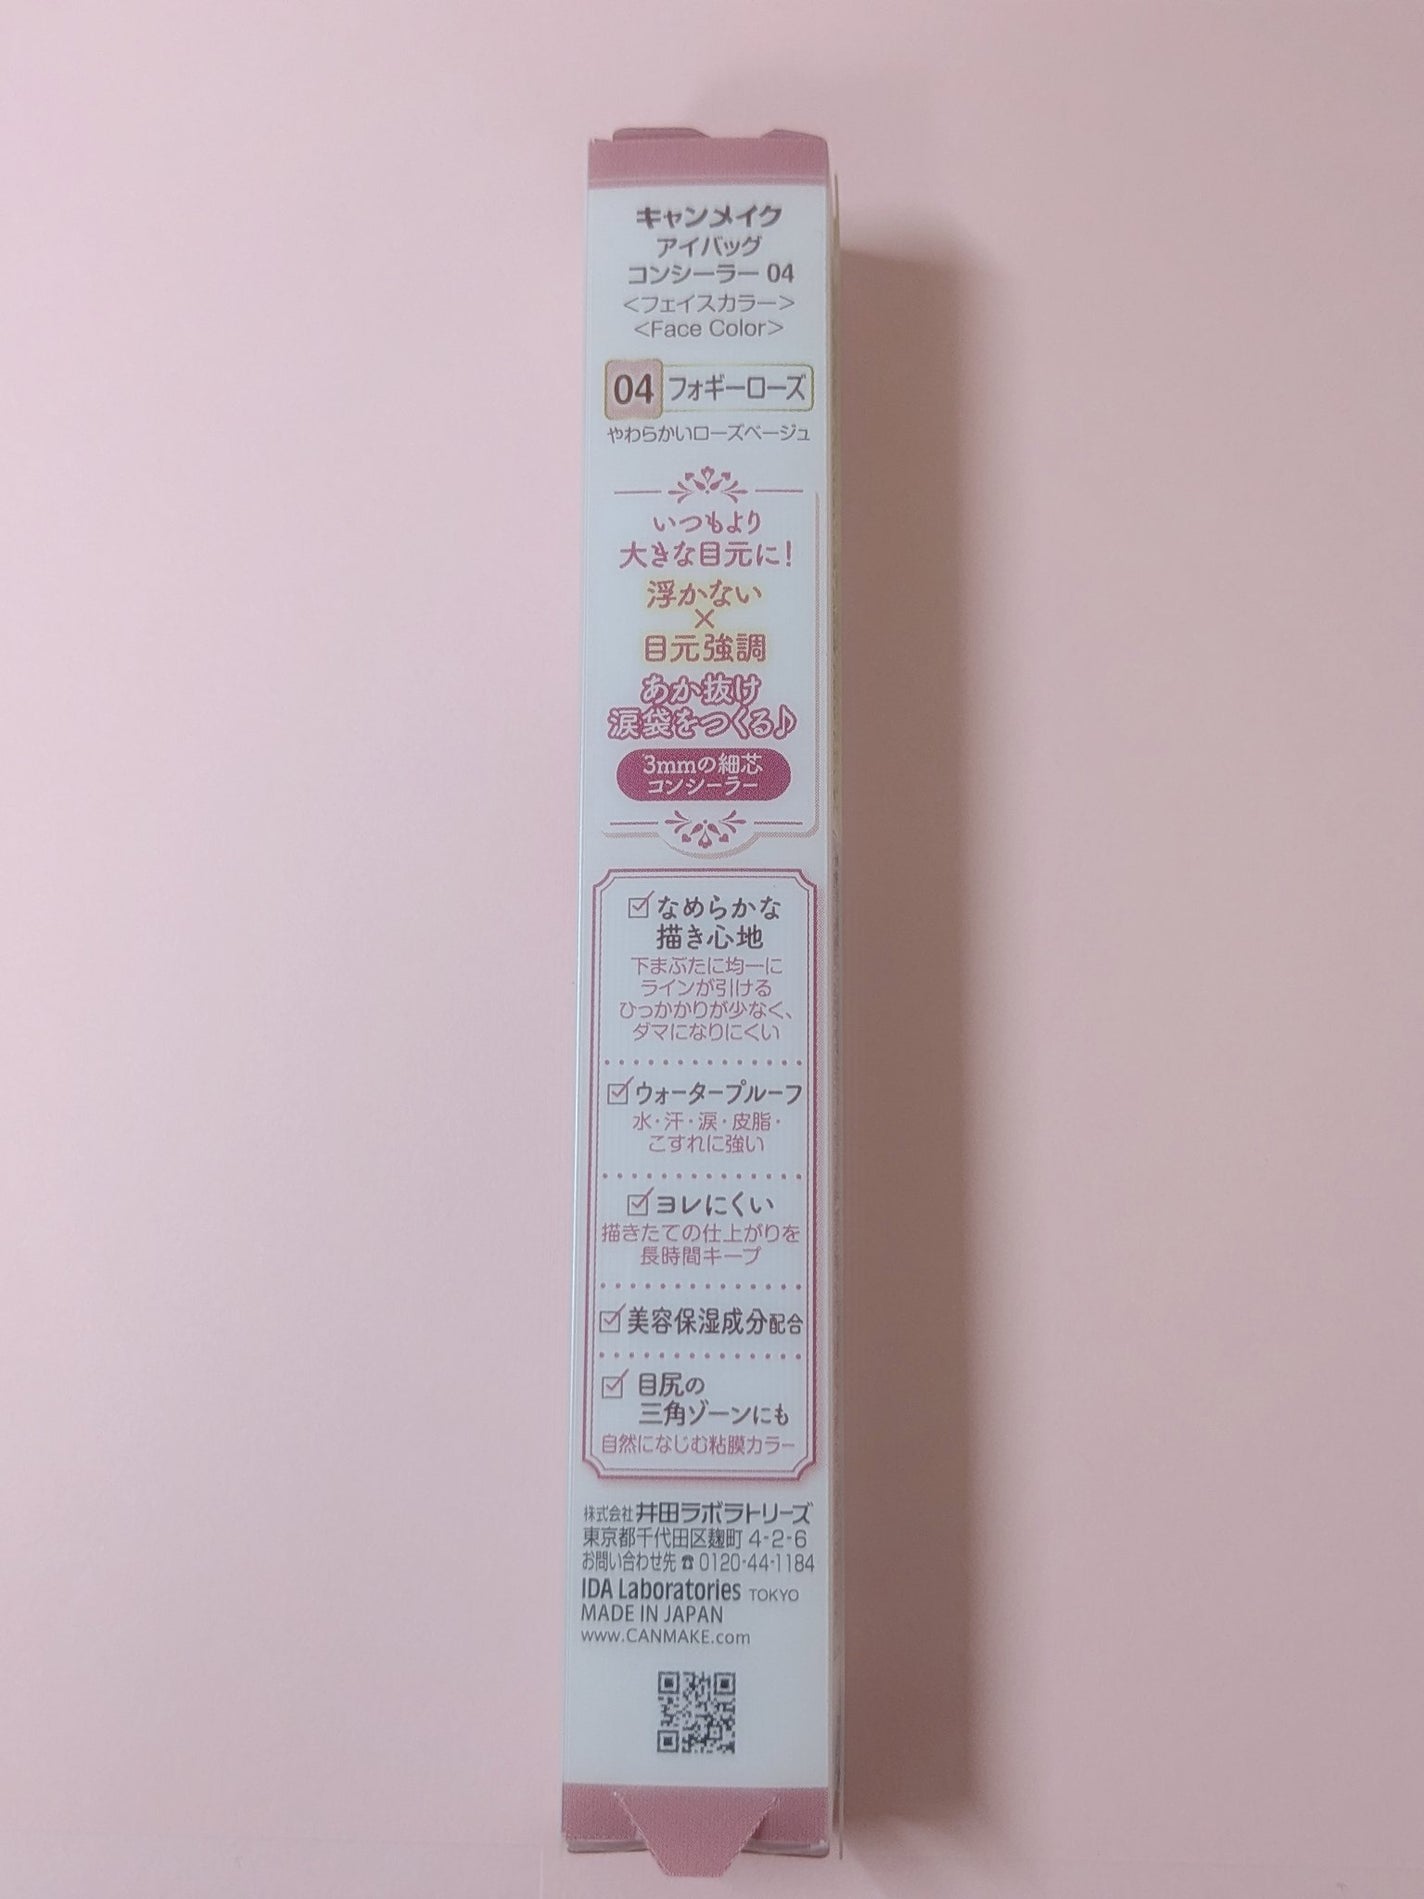 キャンメイク
アイバッグ
コンシーラー 04
<フェイスカラー>
<Face Color>
04 フォギーローズ
やわらかいローズベージュ
いつもより
大きな目元に!
浮かない
×
目元強調
あか抜け
涙袋をつくる♪
3mmの細芯
コンシーラー
☑なめらかな
描き心地
下まぶたに均一に
ラインが引ける
ひっかかりが少なく、
ダマになりにくい
☑ウォータープルーフ
水・汗・涙・皮脂・
こすれに強い
☑ヨレにくい
描きたての仕上がりを
長時間キープ
☑美容保湿成分配合
☑目尻の
三角ゾーンにも
自然になじむ粘膜カラー
株式会社 井田ラボラトリーズ
東京都千代田区麹町 4-2-6
お問い合わせ先 ☎ 0120-44-1184
IDA Laboratories TOKYO
MADE IN JAPAN
www.CANMAKE.com